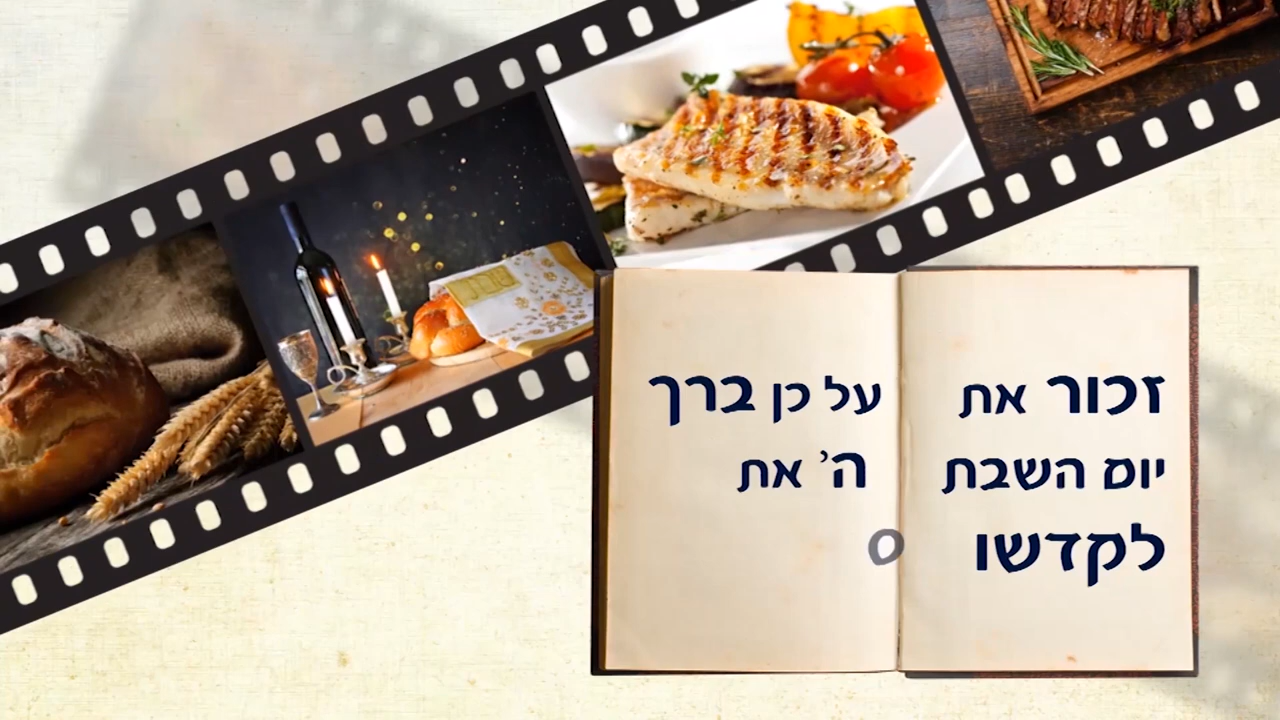 זכור את
יום השבת
לקדשו
על כן ברך
ה' את